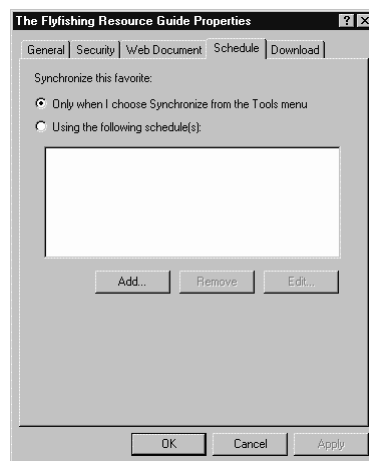 The Flyfishing Resource Guide Properties
General Security Web Document Schedule Download
Synchronize this favorite:
Only when I choose Synchronize from the Tools menu
Using the following schedule(s):
Add... Remove Edit...
OK Cancel Apply